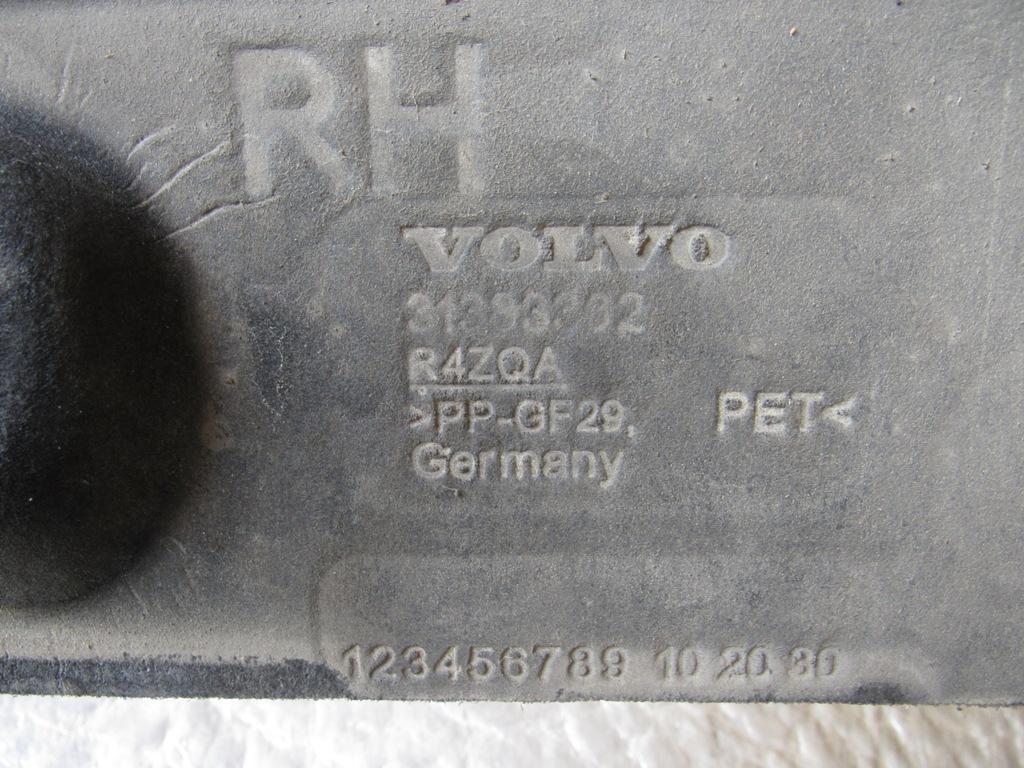 RH
VOLVO
R4ZQA
>PP-GF29, PET<
Germany
123456789 10 20 30